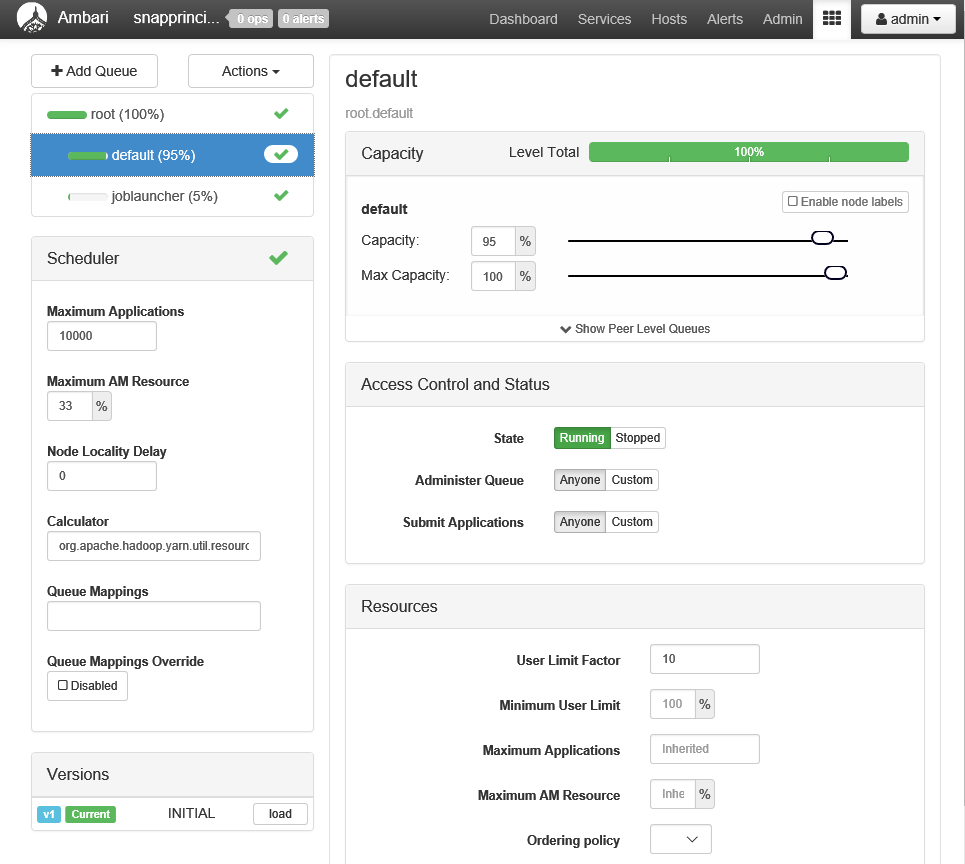 Ambari snapprinci... 0 ops 0 alerts Dashboard Services Hosts Alerts Admin admin
Add Queue Actions
root (100%)
default (95%)
joblauncher (5%)
Scheduler
Maximum Applications
10000
Maximum AM Resource
33 %
Node Locality Delay
0
Calculator
org.apache.hadoop.yarn.util.resourc
Queue Mappings
Queue Mappings Override
Disabled
Versions
v1 Current INITIAL load
default
root.default
Capacity Level Total 100%
default Enable node labels
Capacity: 95 %
Max Capacity: 100 %
Show Peer Level Queues
Access Control and Status
State Running Stopped
Administer Queue Anyone Custom
Submit Applications Anyone Custom
Resources
User Limit Factor 10
Minimum User Limit 100 %
Maximum Applications Inherited
Maximum AM Resource Inhe %
Ordering policy